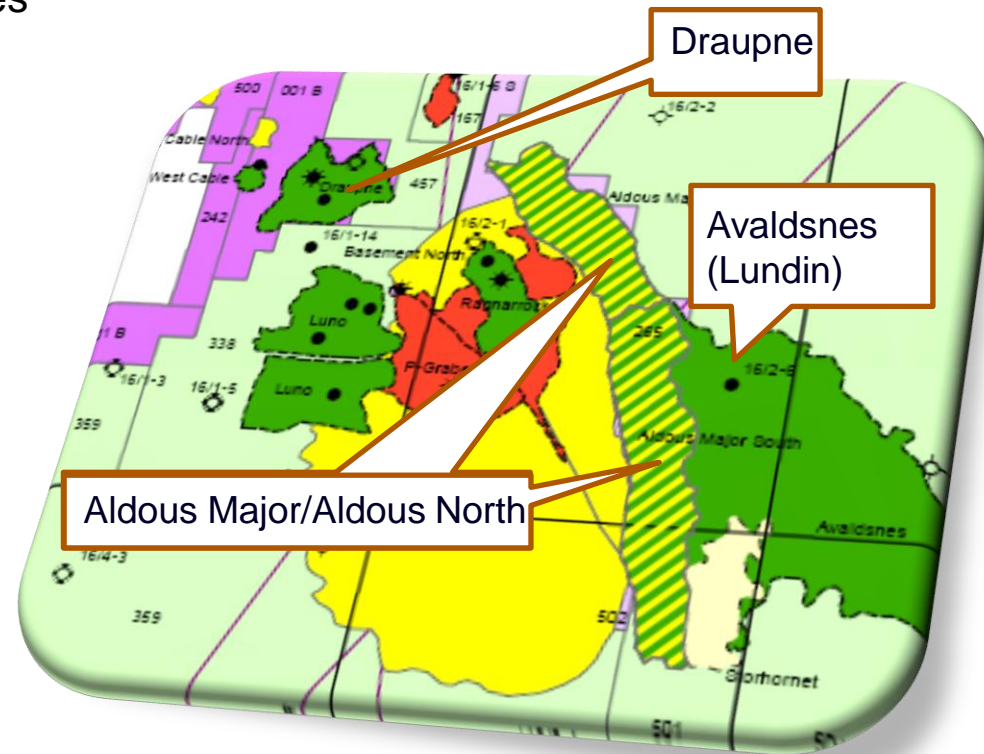 es
Draupne
500
001 B
16/1-6 S
167
16/2-2
Cable North
West Cable
Draupne
457
Aldous Ma
Avaldsnes
(Lundin)
242
16/1-14
16/2-1
Basement North
Ragnarrock
Luno
265
338
16/2-6
16/1-3
16/1-5
Luno
359
Aldous Major South
Aldous Major/Aldous North
Avaldsnes
16/4-3
359
502
Storhornet
501